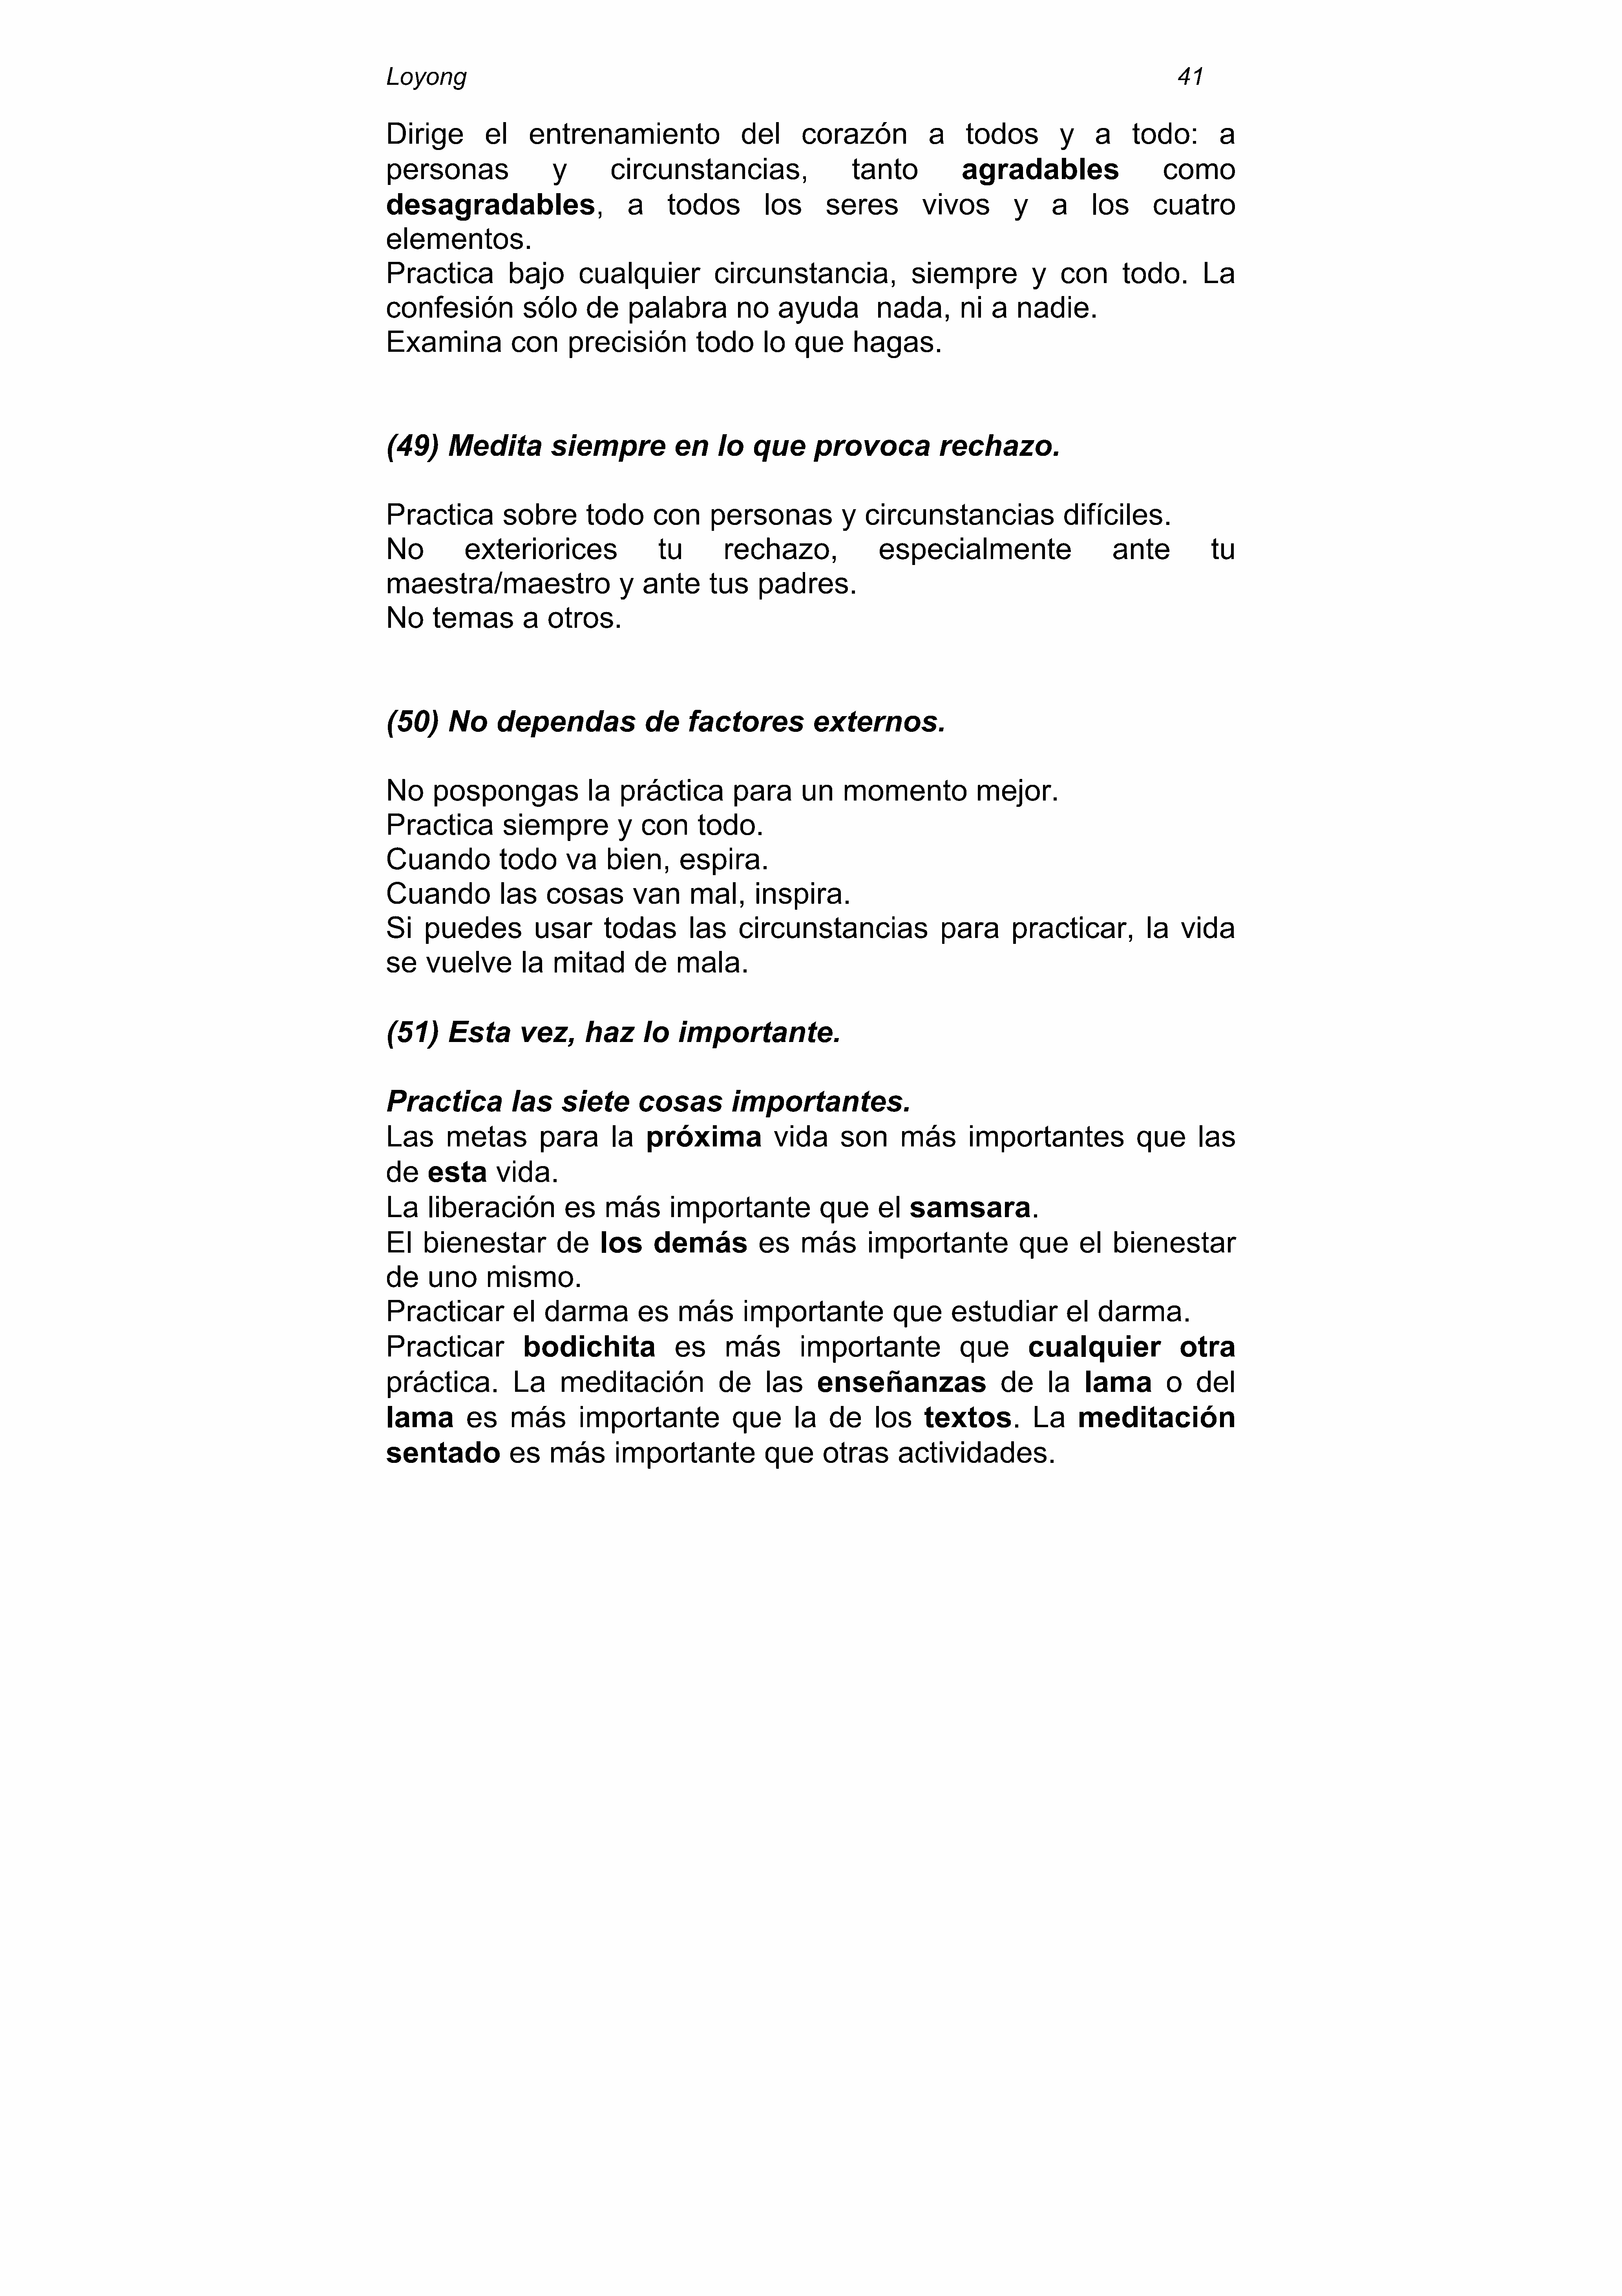 Loyong 41
Dirige el entrenamiento del corazón a todos y a todo: a
personas y circunstancias, tanto agradables como
desagradables, a todos los seres vivos y a los cuatro
elementos.
Practica bajo cualquier circunstancia, siempre y con todo. La
confesión sólo de palabra no ayuda  nada, ni a nadie.
Examina con precisión todo lo que hagas.
(49) Medita siempre en lo que provoca rechazo.
Practica sobre todo con personas y circunstancias difíciles.
No exteriorices tu rechazo, especialmente ante tu
maestra/maestro y ante tus padres.
No temas a otros.
(50) No dependas de factores externos.
No pospongas la práctica para un momento mejor.
Practica siempre y con todo.
Cuando todo va bien, espira.
Cuando las cosas van mal, inspira.
Si puedes usar todas las circunstancias para practicar, la vida
se vuelve la mitad de mala.
(51) Esta vez, haz lo importante.
Practica las siete cosas importantes.
Las metas para la próxima vida son más importantes que las
de esta vida.
La liberación es más importante que el samsara.
El bienestar de los demás es más importante que el bienestar
de uno mismo.
Practicar el darma es más importante que estudiar el darma.
Practicar bodichita es más importante que cualquier otra
práctica. La meditación de las enseñanzas de la lama o del
lama es más importante que la de los textos. La meditación
sentado es más importante que otras actividades.